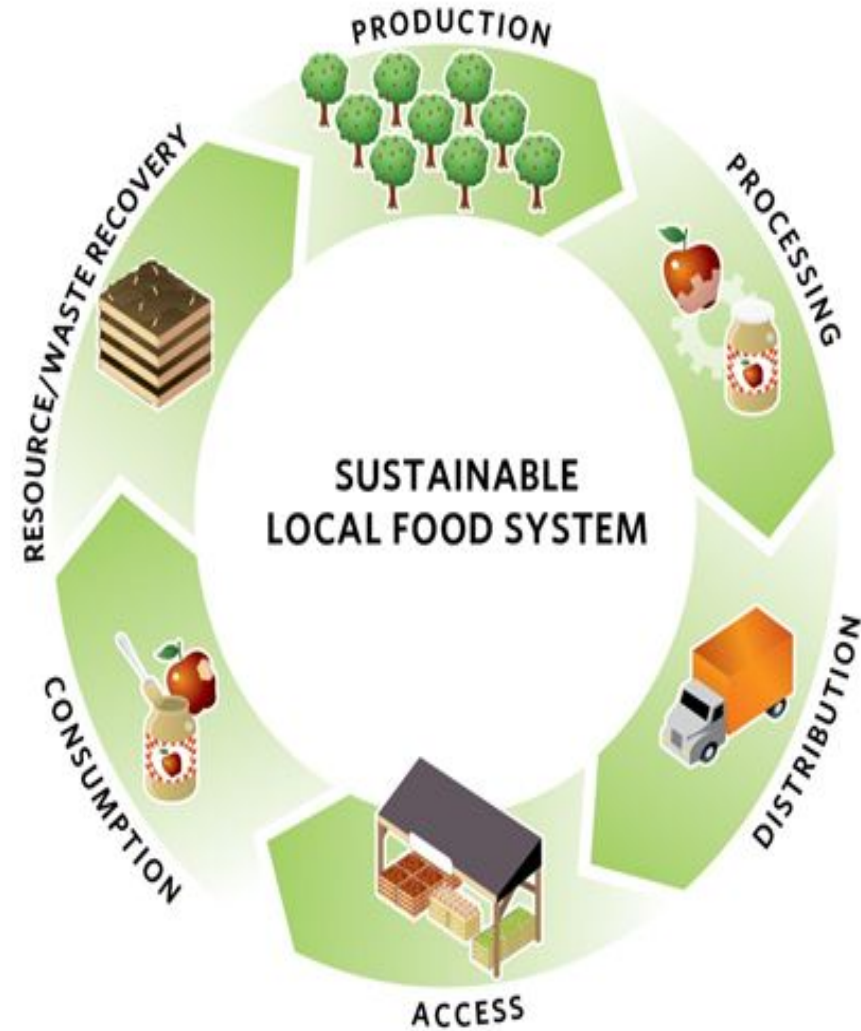 PRODUCTION
PROCESSING
DISTRIBUTION
ACCESS
CONSUMPTION
RESOURCE/WASTE RECOVERY
SUSTAINABLE
LOCAL FOOD SYSTEM